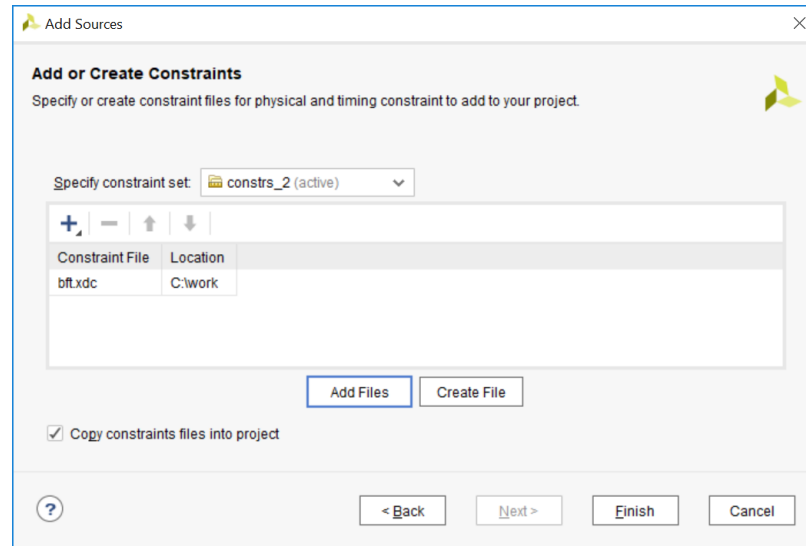 Add Sources
Add or Create Constraints
Specify or create constraint files for physical and timing constraint to add to your project.
Specify constraint set: constrs_2 (active)
Constraint File Location
bft.xdc C:\work
Add Files Create File
Copy constraints files into project
? < Back Next > Finish Cancel